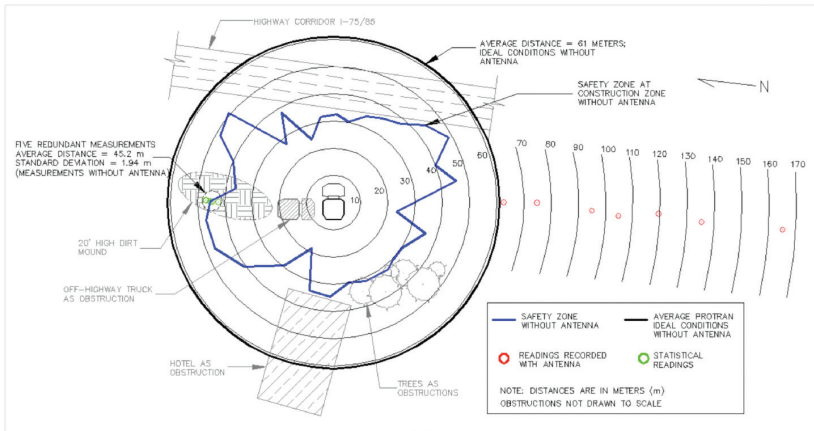 HIGHWAY CORRIDOR I-75/85
AVERAGE DISTANCE = 61 METERS;
IDEAL CONDITIONS WITHOUT
ANTENNA
SAFETY ZONE AT
CONSTRUCTION ZONE
WITHOUT ANTENNA
N
FIVE REDUNDANT MEASUREMENTS
AVERAGE DISTANCE = 45.2 m
STANDARD DEVIATION = 1.94 m
(MEASUREMENTS WITHOUT ANTENNA)
10
20
30
40
50
60
70
80
90
100
110
120
130
140
150
160
170
20' HIGH DIRT
MOUND
OFF-HIGHWAY TRUCK
AS OBSTRUCTION
HOTEL AS
OBSTRUCTION
TREES AS
OBSTRUCTIONS
SAFETY ZONE
WITHOUT ANTENNA
AVERAGE PROTRAN
IDEAL CONDITIONS
WITHOUT ANTENNA
READINGS RECORDED
WITH ANTENNA
STATISTICAL
READINGS
NOTE: DISTANCES ARE IN METERS (m)
OBSTRUCTIONS NOT DRAWN TO SCALE